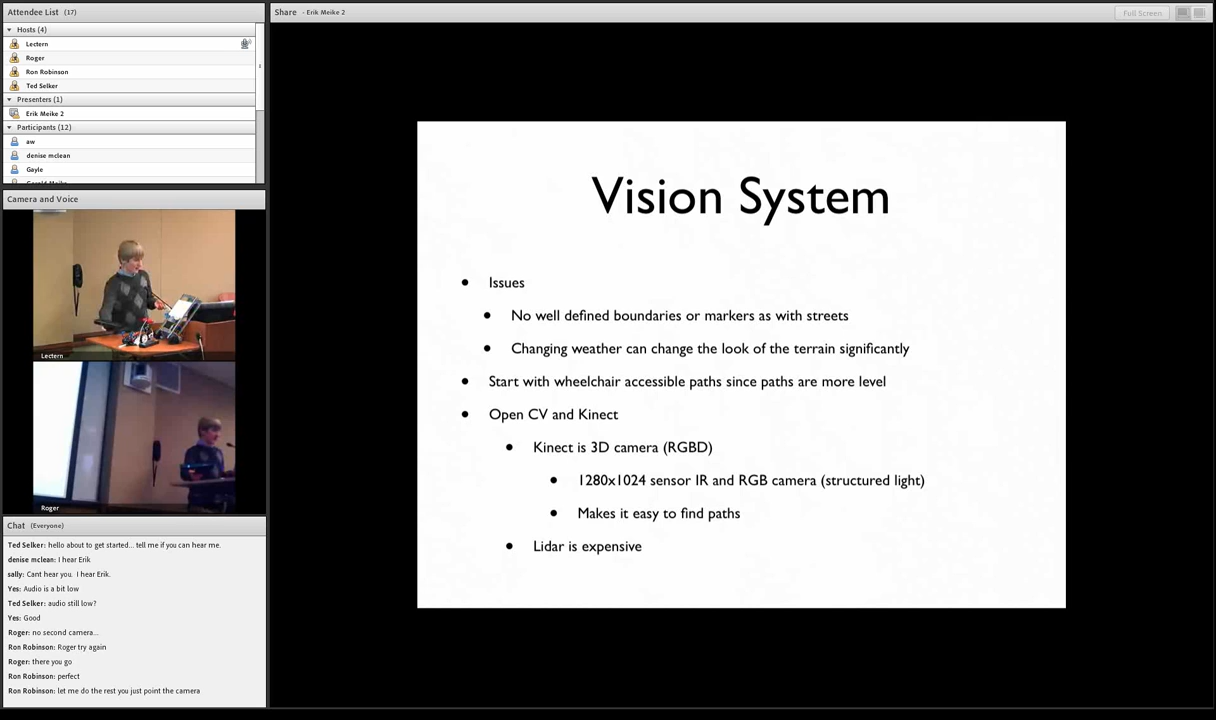 Attendee List (17)
Hosts (4)
Lectern
Roger
Ron Robinson
Ted Selker
Presenters (1)
Erik Meike 2
Participants (12)
aw
denise mclean
Gayle
Camera and Voice
Lectern
Roger
Chat (Everyone)
Ted Selker: hello about to get started... tell me if you can hear me.
denise mclean: I hear Erik
sally: Cant hear you. I hear Erik.
Yes: Audio is a bit low
Ted Selker: audio still low?
Yes: Good
Roger: no second camera...
Ron Robinson: Roger try again
Roger: there you go
Ron Robinson: perfect
Ron Robinson: let me do the rest you just point the camera
Share - Erik Meike 2
Full Screen
Vision System
• Issues
• No well defined boundaries or markers as with streets
• Changing weather can change the look of the terrain significantly
• Start with wheelchair accessible paths since paths are more level
• Open CV and Kinect
• Kinect is 3D camera (RGBD)
• 1280x1024 sensor IR and RGB camera (structured light)
• Makes it easy to find paths
• Lidar is expensive